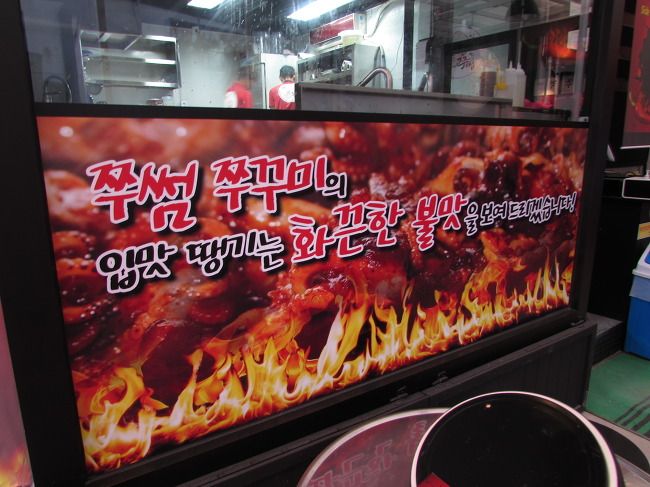 쭈썸 쭈꾸미의
입맛 땡기는 화끈한 불맛을 보여드리겠습니다!